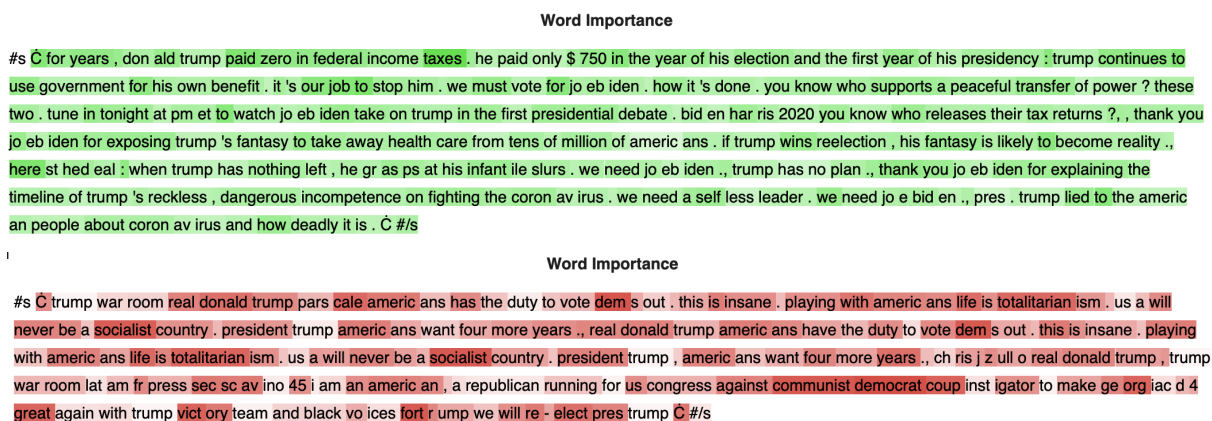 Word Importance
#s Ċ for years , don ald trump paid zero in federal income taxes . he paid only $ 750 in the year of his election and the first year of his presidency : trump continues to
use government for his own benefit . it 's our job to stop him . we must vote for jo eb iden . how it 's done . you know who supports a peaceful transfer of power ? these
two . tune in tonight at pm et to watch jo eb iden take on trump in the first presidential debate . bid en har ris 2020 you know who releases their tax returns ?, , thank you
jo eb iden for exposing trump 's fantasy to take away health care from tens of million of americ ans . if trump wins reelection , his fantasy is likely to become reality .,
here st hed eal : when trump has nothing left , he gr as ps at his infant ile slurs . we need jo eb iden ., trump has no plan ., thank you jo eb iden for explaining the
timeline of trump 's reckless , dangerous incompetence on fighting the coron av irus . we need a self less leader . we need jo e bid en ., pres . trump lied to the americ
an people about coron av irus and how deadly it is . Ċ #/s
Word Importance
#s Ċ trump war room real donald trump pars cale americ ans has the duty to vote dem s out . this is insane . playing with americ ans life is totalitarian ism . us a will
never be a socialist country . president trump americ ans want four more years ., real donald trump americ ans have the duty to vote dem s out . this is insane . playing
with americ ans life is totalitarian ism . us a will never be a socialist country . president trump , americ ans want four more years ., ch ris j z ull o real donald trump , trump
war room lat am fr press sec sc av ino 45 i am an americ an , a republican running for us congress against communist democrat coup inst igator to make ge org iac d 4
great again with trump vict ory team and black vo ices fort r ump we will re - elect pres trump Ċ #/s